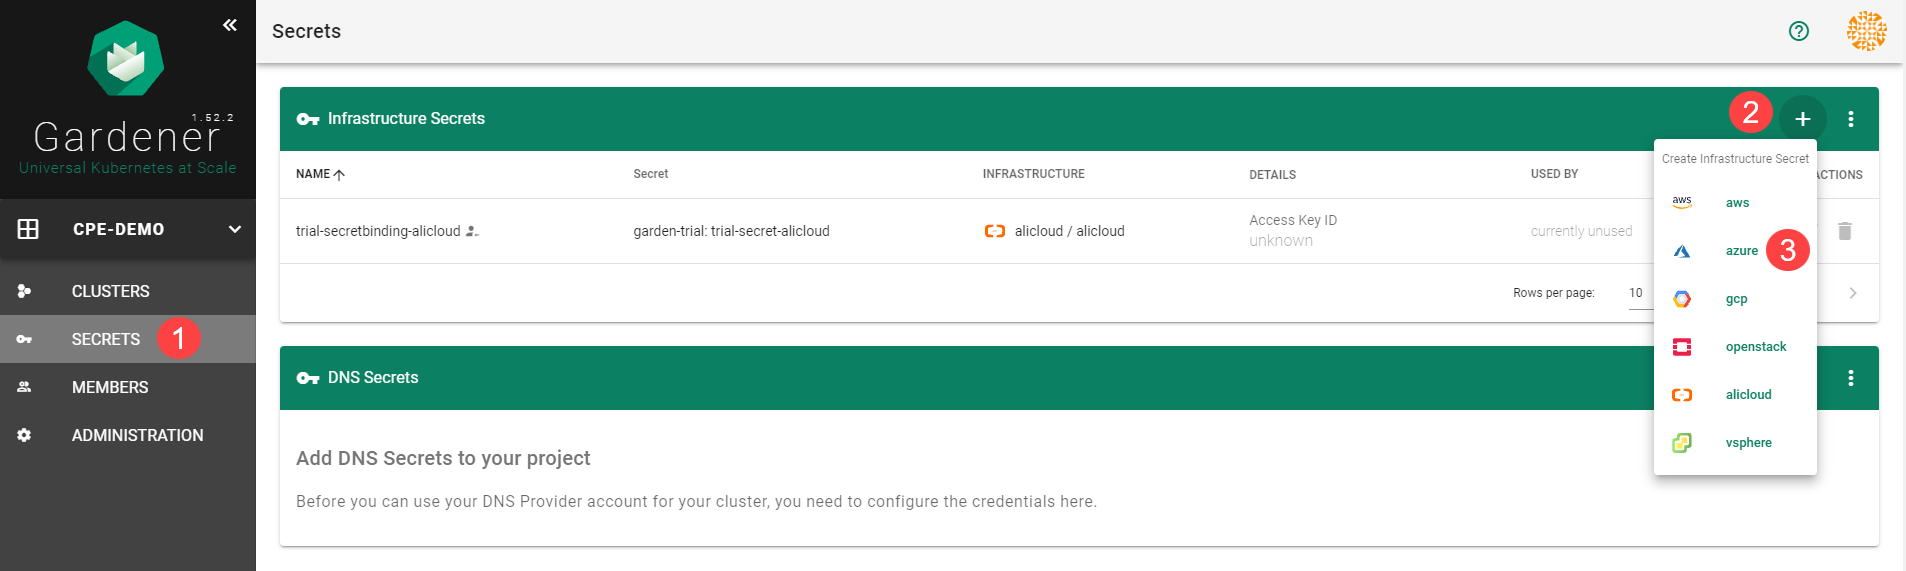 Secrets
1.52.2
Gardener
Universal Kubernetes at Scale
CPE-DEMO
CLUSTERS
SECRETS 1
MEMBERS
ADMINISTRATION
Infrastructure Secrets 2 +
NAME Secret INFRASTRUCTURE DETAILS USED BY ACTIONS
trial-secretbinding-alicloud garden-trial: trial-secret-alicloud alicloud / alicloud Access Key ID currently unused
unknown
Rows per page: 10
Create Infrastructure Secret
aws aws
azure 3
gcp
openstack
alicloud
vsphere
DNS Secrets
Add DNS Secrets to your project
Before you can use your DNS Provider account for your cluster, you need to configure the credentials here.